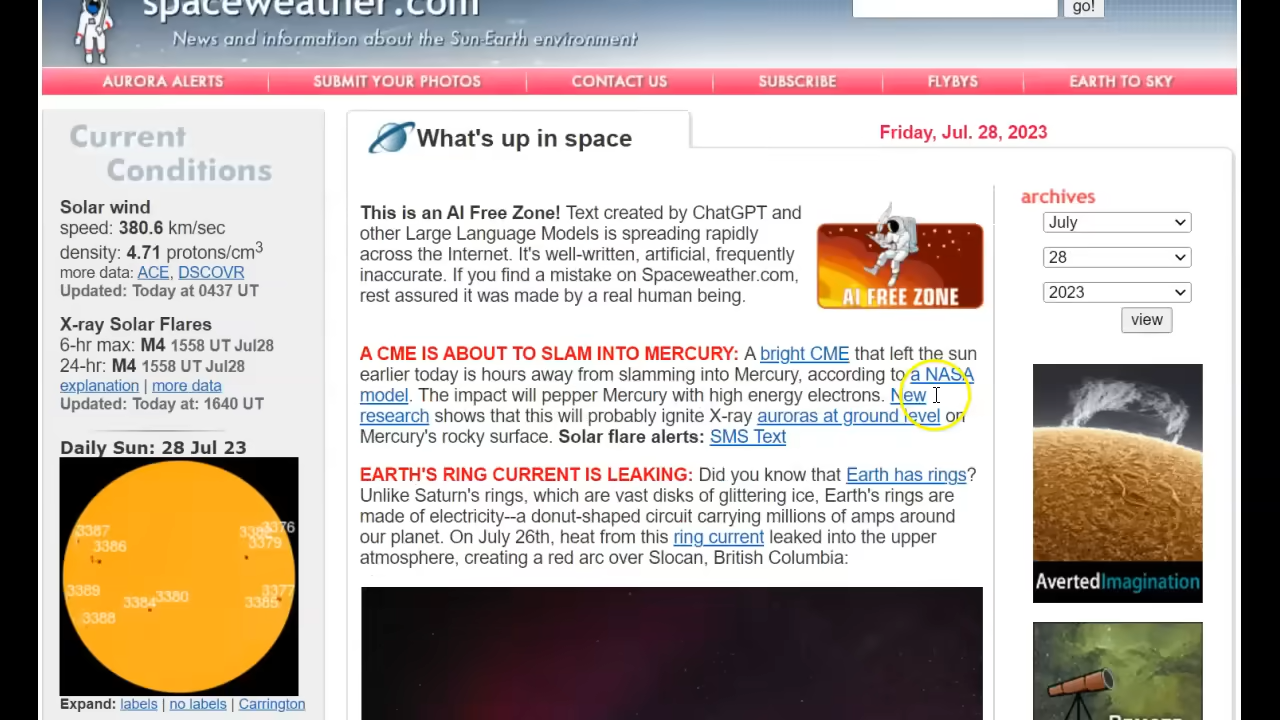 spaceweather.com
go!
News and information about the Sun-Earth environment
AURORA ALERTS
SUBMIT YOUR PHOTOS
CONTACT US
SUBSCRIBE
FLYBYS
EARTH TO SKY
Current
Conditions
Solar wind
speed: 380.6 km/sec
density: 4.71 protons/cm3
more data: ACE, DSCOVR
Updated: Today at 0437 UT
X-ray Solar Flares
6-hr max: M4 1558 UT Jul28
24-hr: M4 1558 UT Jul28
explanation | more data
Updated: Today at: 1640 UT
Daily Sun: 28 Jul 23
3387
3386
3376
3379
3389
3388
3384
3380
3377
3385
Expand: labels | no labels | Carrington
What's up in space
Friday, Jul. 28, 2023
This is an AI Free Zone! Text created by ChatGPT and
other Large Language Models is spreading rapidly
across the Internet. It's well-written, artificial, frequently
inaccurate. If you find a mistake on Spaceweather.com,
rest assured it was made by a real human being.
AI FREE ZONE
A CME IS ABOUT TO SLAM INTO MERCURY: A bright CME that left the sun
earlier today is hours away from slamming into Mercury, according to a NASA
model. The impact will pepper Mercury with high energy electrons. New
research shows that this will probably ignite X-ray auroras at ground level on
Mercury's rocky surface. Solar flare alerts: SMS Text
EARTH'S RING CURRENT IS LEAKING: Did you know that Earth has rings?
Unlike Saturn's rings, which are vast disks of glittering ice, Earth's rings are
made of electricity--a donut-shaped circuit carrying millions of amps around
our planet. On July 26th, heat from this ring current leaked into the upper
atmosphere, creating a red arc over Slocan, British Columbia:
archives
July
28
2023
view
AvertedImagination